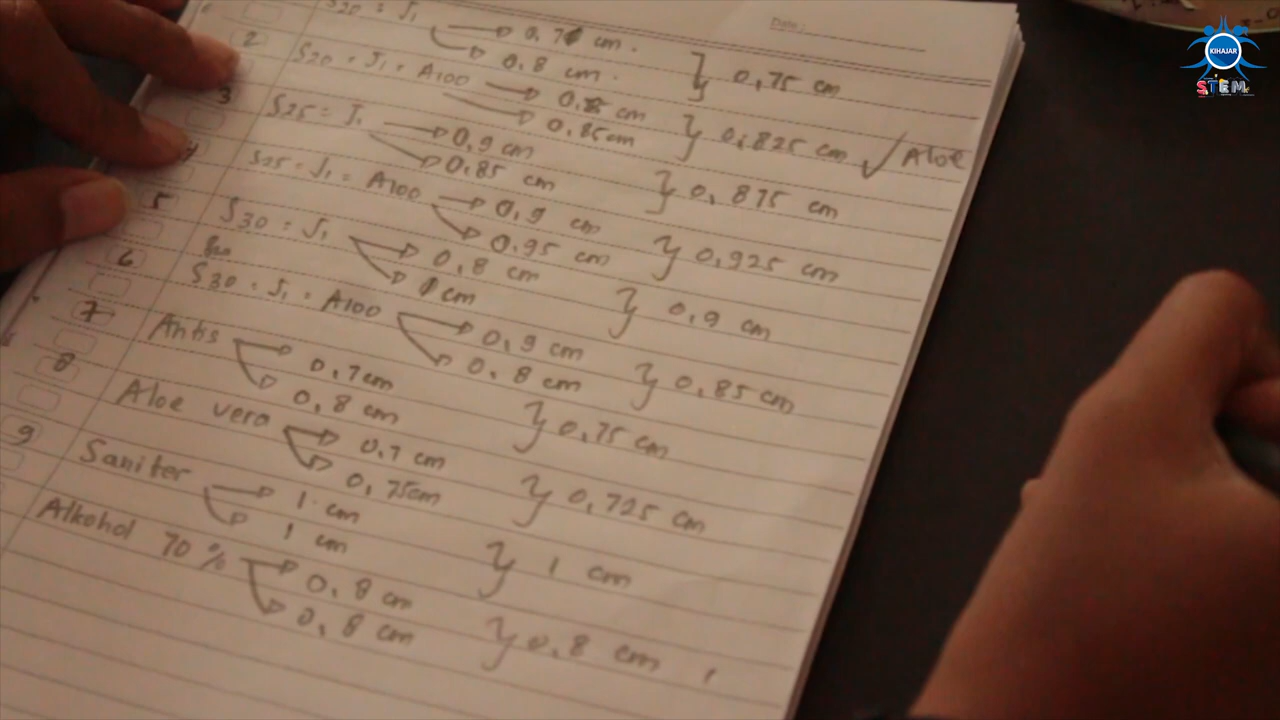 Date :
S20 = J1 → 0,7 cm.
→ 0,8 cm. } 0,75 cm
2 S20 = J1 = A100 → 0,8 cm
→ 0,85 cm } 0,825 cm ✓ Aloe
3 S25 = J1 → 0,9 cm
→ 0,85 cm } 0,875 cm
4 S25 = J1 = A100 → 0,9 cm
→ 0,95 cm } 0,925 cm
5 S30 = J1 → 0,8 cm
→ 1 cm } 0,9 cm
6 S30 = J1 = A100 → 0,9 cm
→ 0,8 cm } 0,85 cm
7 Antis → 0,7 cm
→ 0,8 cm } 0,75 cm
8 Aloe vera → 0,7 cm
→ 0,75 cm } 0,725 cm
9 Saniter → 1 cm
→ 1 cm } 1 cm
Alkohol 70 % → 0,8 cm
→ 0,8 cm } 0,8 cm
KIHAJAR
STEM